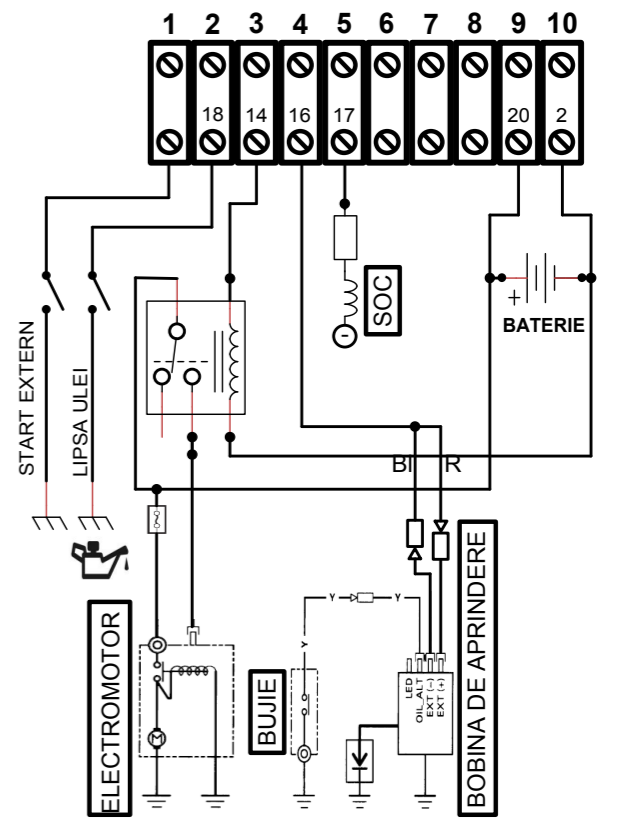 1 2 3 4 5 6 7 8 9 10
18 14 16 17 20 2
SOC
+
BATERIE
-
START EXTERN
LIPSA ULEI
BI R
ELECTROMOTOR
M
BUJIE
Y Y
Y
LED
OIL_ALT
EXT (-)
EXT (+)
BOBINA DE APRINDERE